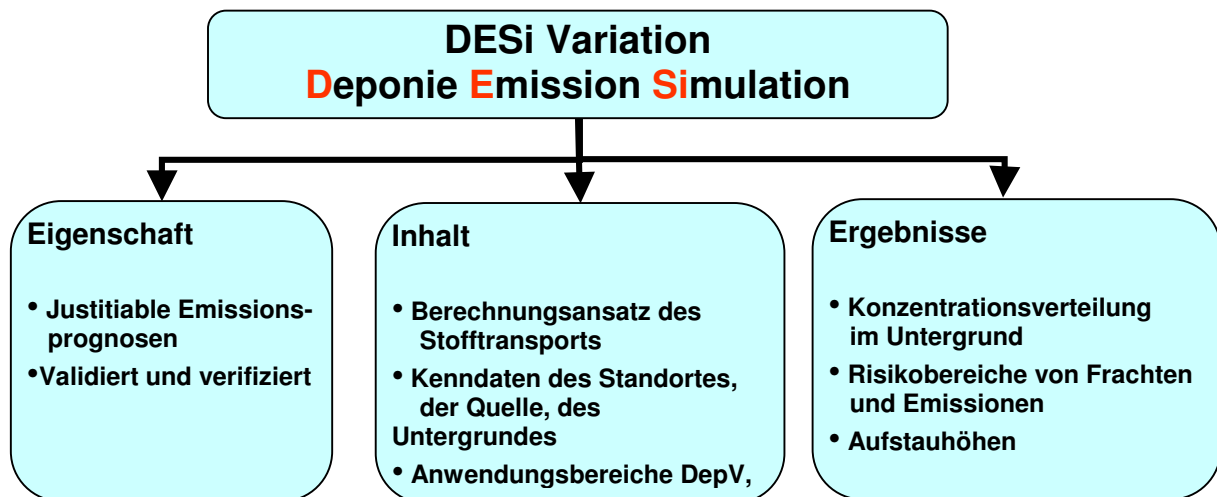 DESi Variation
Deponie Emission Simulation
Eigenschaft
• Justitiable Emissions-
prognosen
•Validiert und verifiziert
Inhalt
• Berechnungsansatz des
Stofftransports
• Kenndaten des Standortes,
der Quelle, des
Untergrundes
• Anwendungsbereiche DepV,
Ergebnisse
• Konzentrationsverteilung
im Untergrund
• Risikobereiche von Frachten
und Emissionen
• Aufstauhöhen